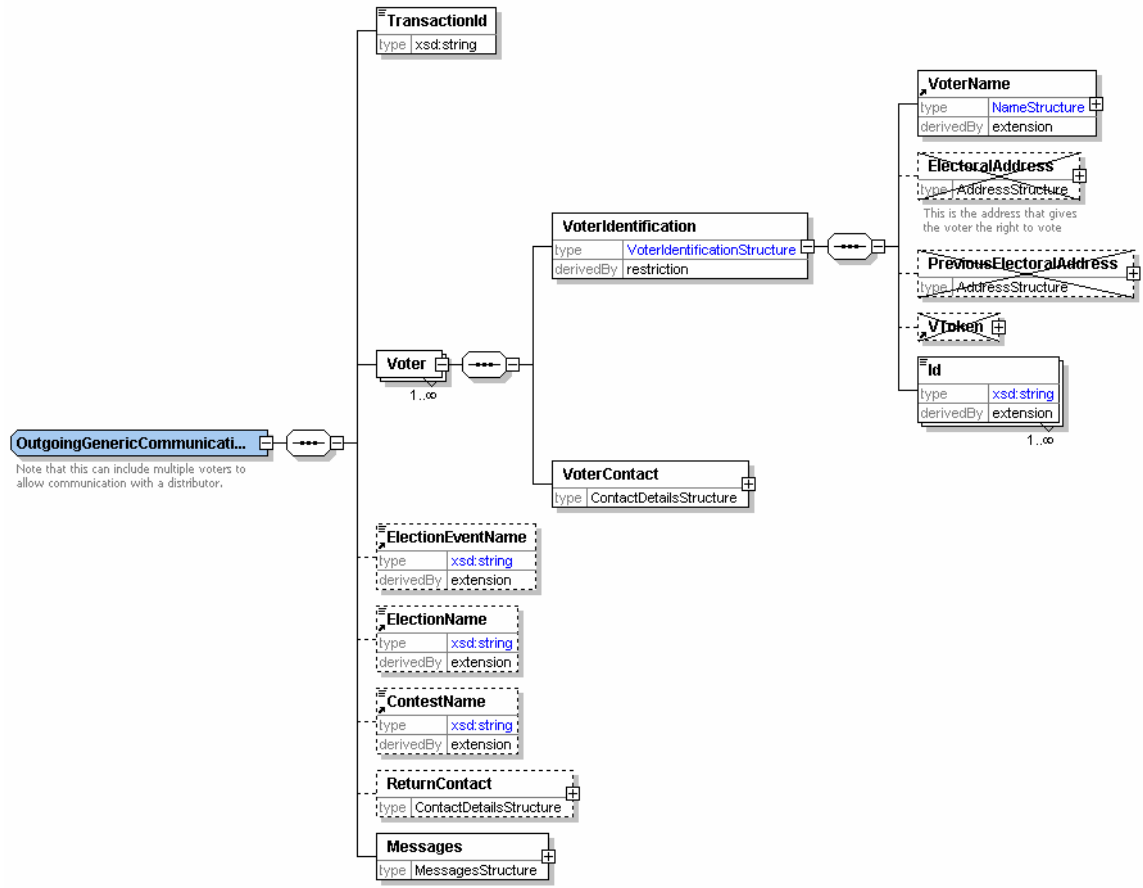 TransactionId
type xsd:string
VoterName
type NameStructure
derivedBy extension
ElectoralAddress
type AddressStructure
This is the address that gives
the voter the right to vote
VoterIdentification
type VoterIdentificationStructure
derivedBy restriction
PreviousElectoralAddress
type AddressStructure
VToken
Voter
1..∞
Id
type xsd:string
derivedBy extension
1..∞
OutgoingGenericCommunicati...
Note that this can include multiple voters to
allow communication with a distributor.
VoterContact
type ContactDetailsStructure
ElectionEventName
type xsd:string
derivedBy extension
ElectionName
type xsd:string
derivedBy extension
ContestName
type xsd:string
derivedBy extension
ReturnContact
type ContactDetailsStructure
Messages
type MessagesStructure